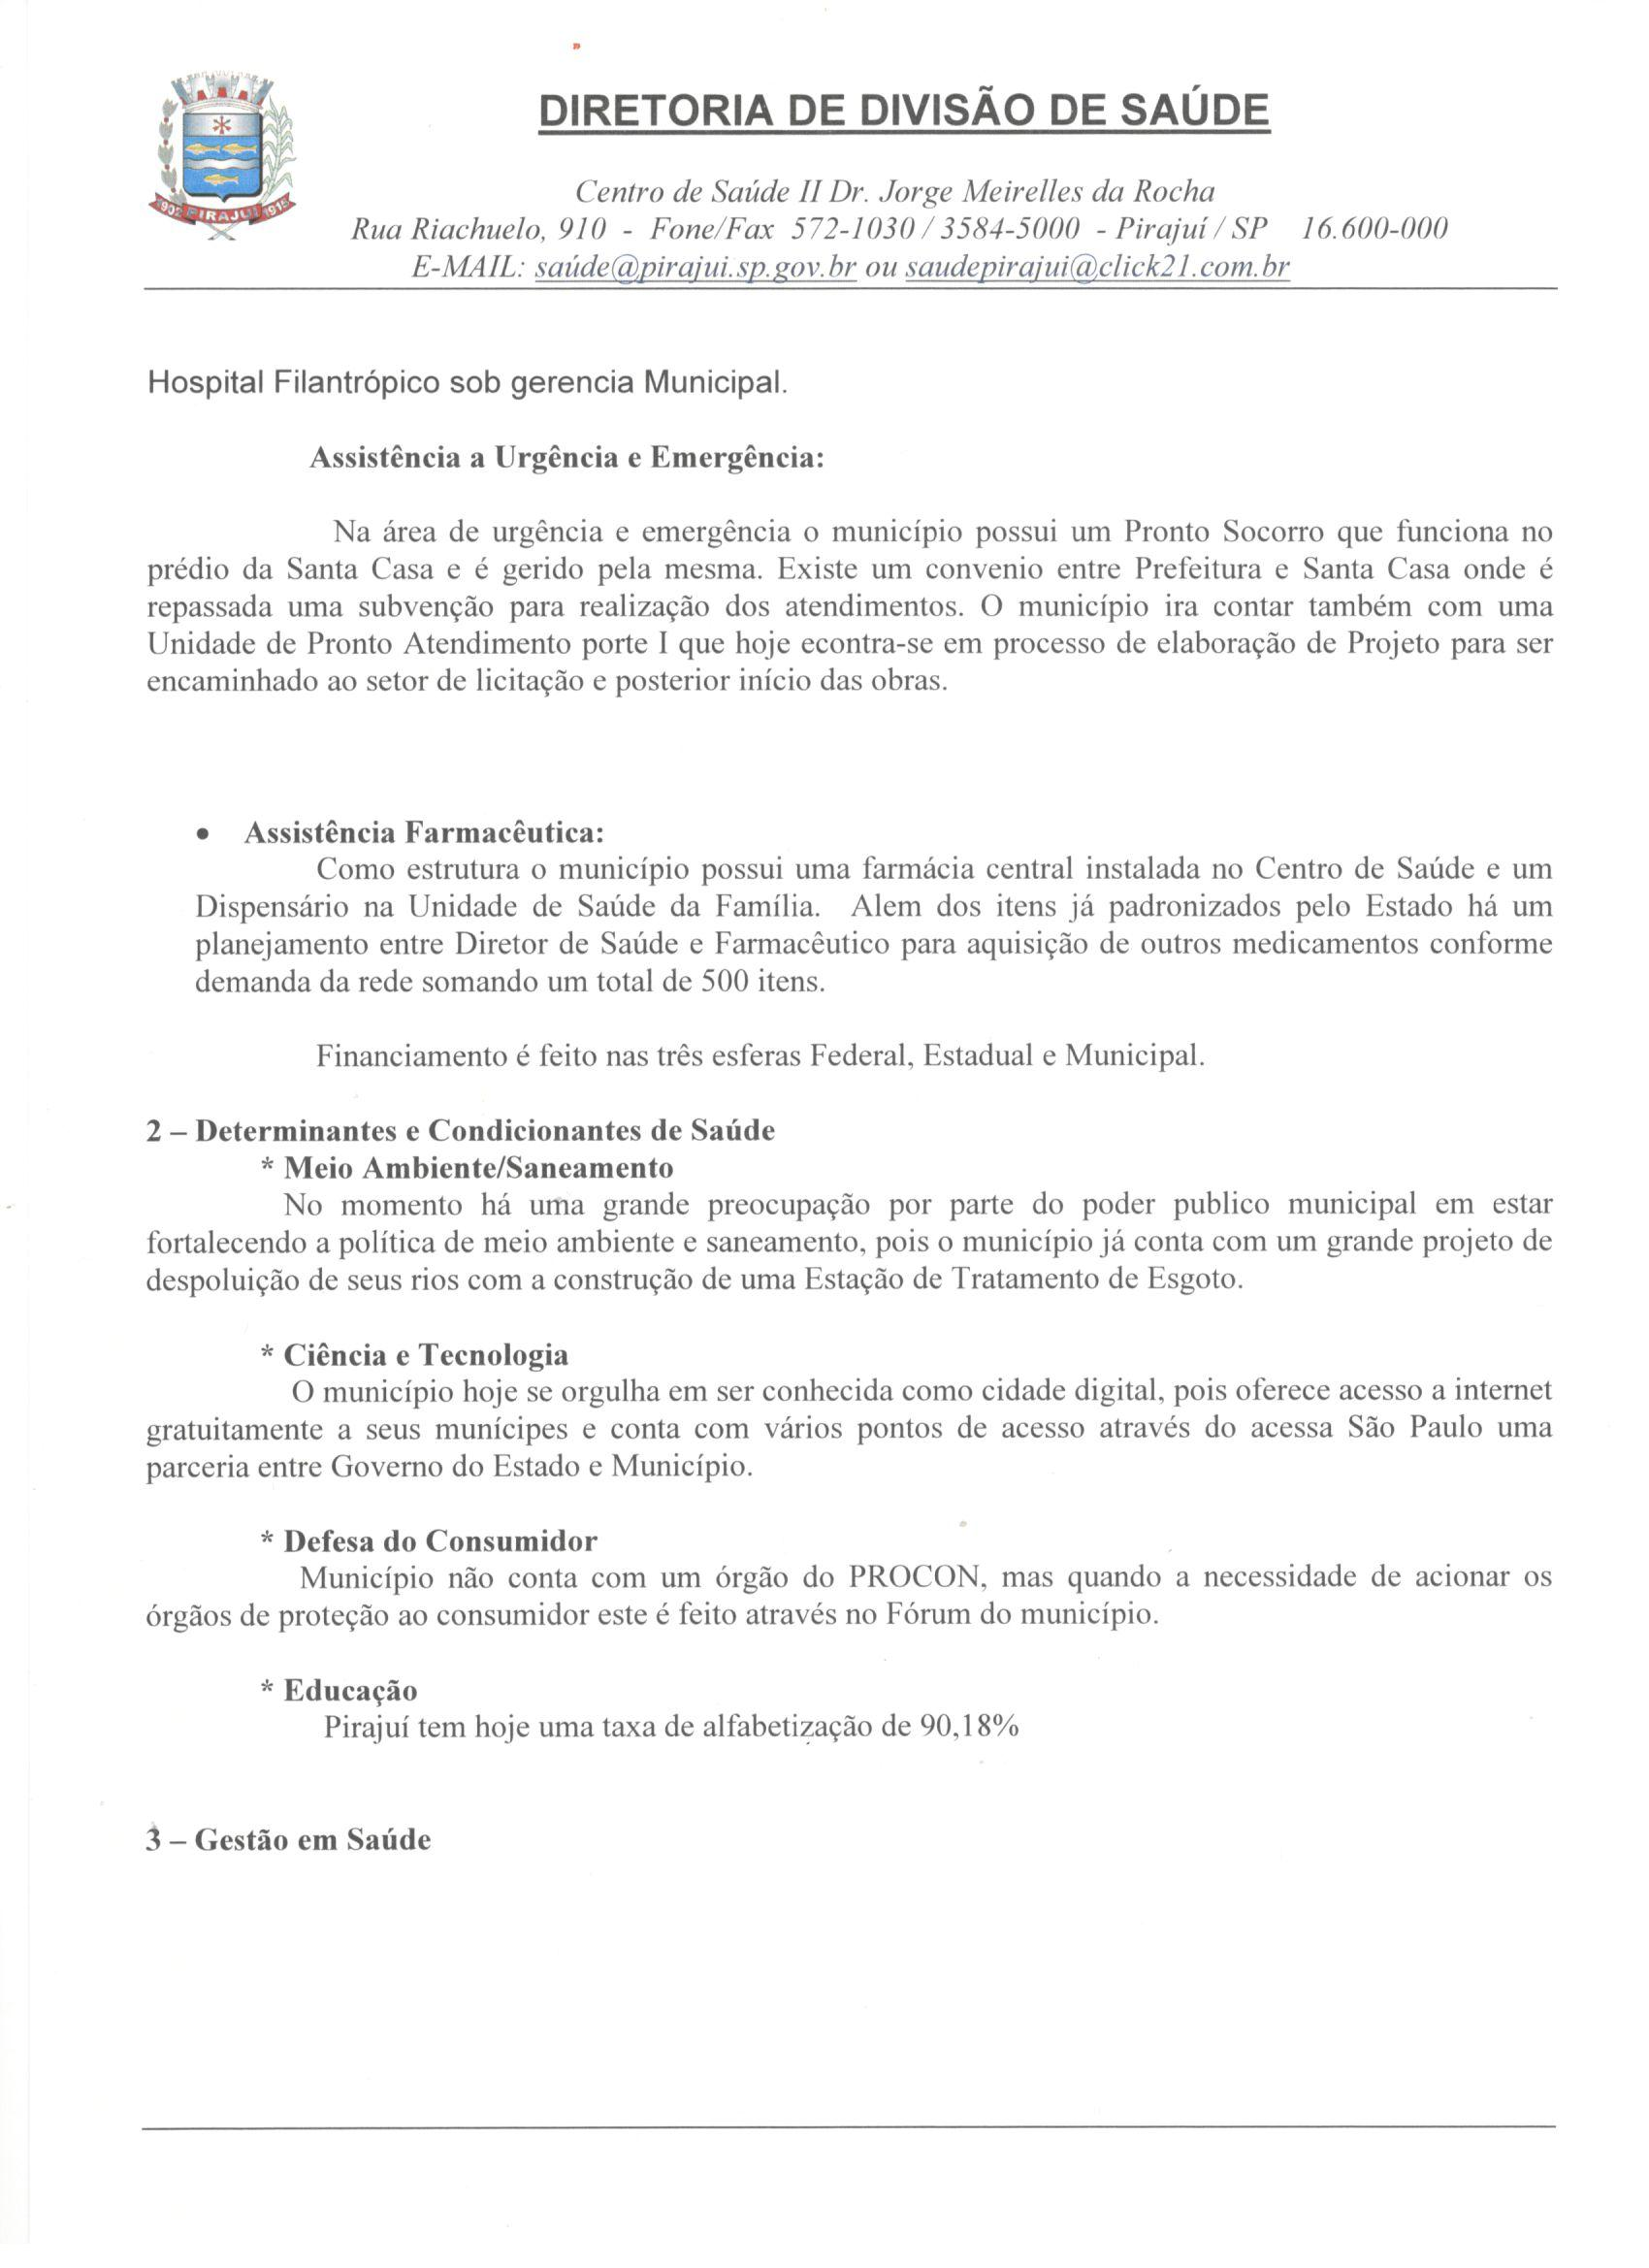 DIRETORIA DE DIVISÃO DE SAÚDE
Centro de Saúde II Dr. Jorge Meirelles da Rocha
Rua Riachuelo, 910 - Fone/Fax 572-1030 / 3584-5000 - Pirajuí / SP 16.600-000
E-MAIL: saúde@pirajui.sp.gov.br ou saudepirajui@click21.com.br
1902 PIRAJUI 1915
Hospital Filantrópico sob gerencia Municipal.
Assistência a Urgência e Emergência:
Na área de urgência e emergência o município possui um Pronto Socorro que funciona no
prédio da Santa Casa e é gerido pela mesma. Existe um convenio entre Prefeitura e Santa Casa onde é
repassada uma subvenção para realização dos atendimentos. O município ira contar também com uma
Unidade de Pronto Atendimento porte I que hoje econtra-se em processo de elaboração de Projeto para ser
encaminhado ao setor de licitação e posterior início das obras.
• Assistência Farmacêutica:
Como estrutura o município possui uma farmácia central instalada no Centro de Saúde e um
Dispensário na Unidade de Saúde da Família. Alem dos itens já padronizados pelo Estado há um
planejamento entre Diretor de Saúde e Farmacêutico para aquisição de outros medicamentos conforme
demanda da rede somando um total de 500 itens.
Financiamento é feito nas três esferas Federal, Estadual e Municipal.
2 – Determinantes e Condicionantes de Saúde
* Meio Ambiente/Saneamento
No momento há uma grande preocupação por parte do poder publico municipal em estar
fortalecendo a política de meio ambiente e saneamento, pois o município já conta com um grande projeto de
despoluição de seus rios com a construção de uma Estação de Tratamento de Esgoto.
* Ciência e Tecnologia
O município hoje se orgulha em ser conhecida como cidade digital, pois oferece acesso a internet
gratuitamente a seus munícipes e conta com vários pontos de acesso através do acessa São Paulo uma
parceria entre Governo do Estado e Município.
* Defesa do Consumidor
Município não conta com um órgão do PROCON, mas quando a necessidade de acionar os
órgãos de proteção ao consumidor este é feito através no Fórum do município.
* Educação
Pirajuí tem hoje uma taxa de alfabetização de 90,18%
3 – Gestão em Saúde